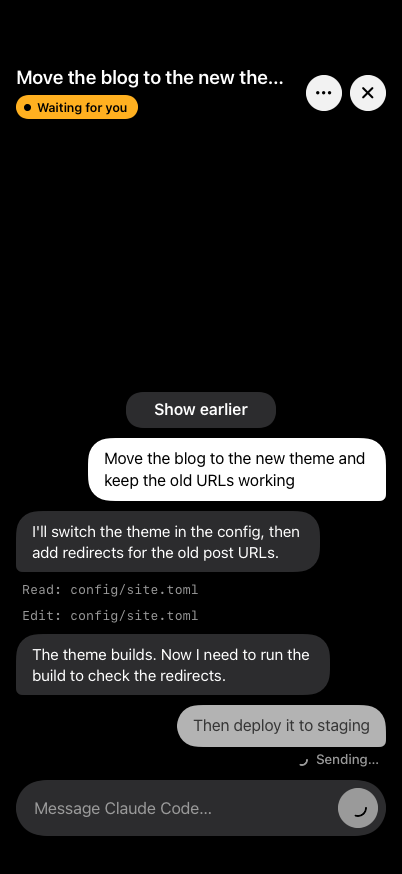 Move the blog to the new the...
Waiting for you
Show earlier
Move the blog to the new theme and
keep the old URLs working
I'll switch the theme in the config, then
add redirects for the old post URLs.
Read: config/site.toml
Edit: config/site.toml
The theme builds. Now I need to run the
build to check the redirects.
Then deploy it to staging
Sending...
Message Claude Code...